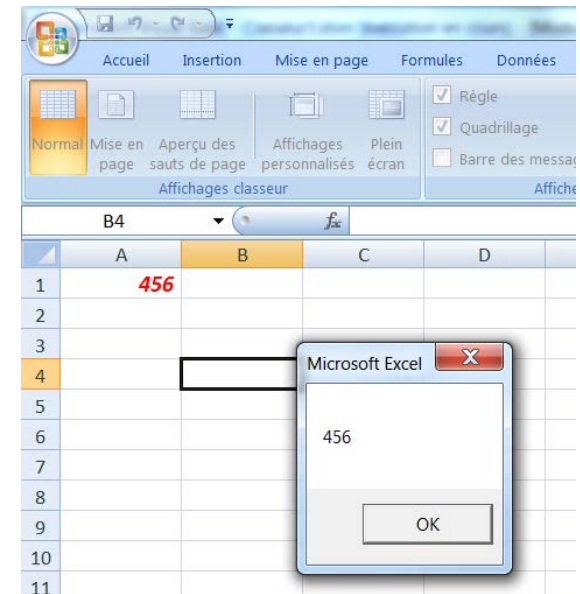 Accueil Insertion Mise en page Formules Données
Normal Mise en page Aperçu des sauts de page Affichages personnalisés Plein écran
Règle
Quadrillage
Barre des messag
Affichages classeur Affiche
B4 fx
A B C D
1 456
2
3
4
5
6
7
8
9
10
11
Microsoft Excel X
456
OK